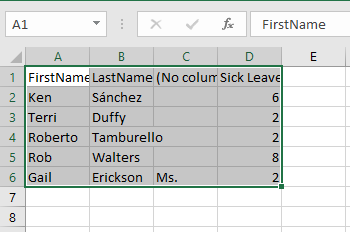 A1 FirstName
A B C D E
1 FirstName LastName (No colum Sick Leave
2 Ken Sánchez 6
3 Terri Duffy 2
4 Roberto Tamburello 2
5 Rob Walters 8
6 Gail Erickson Ms. 2
7
8